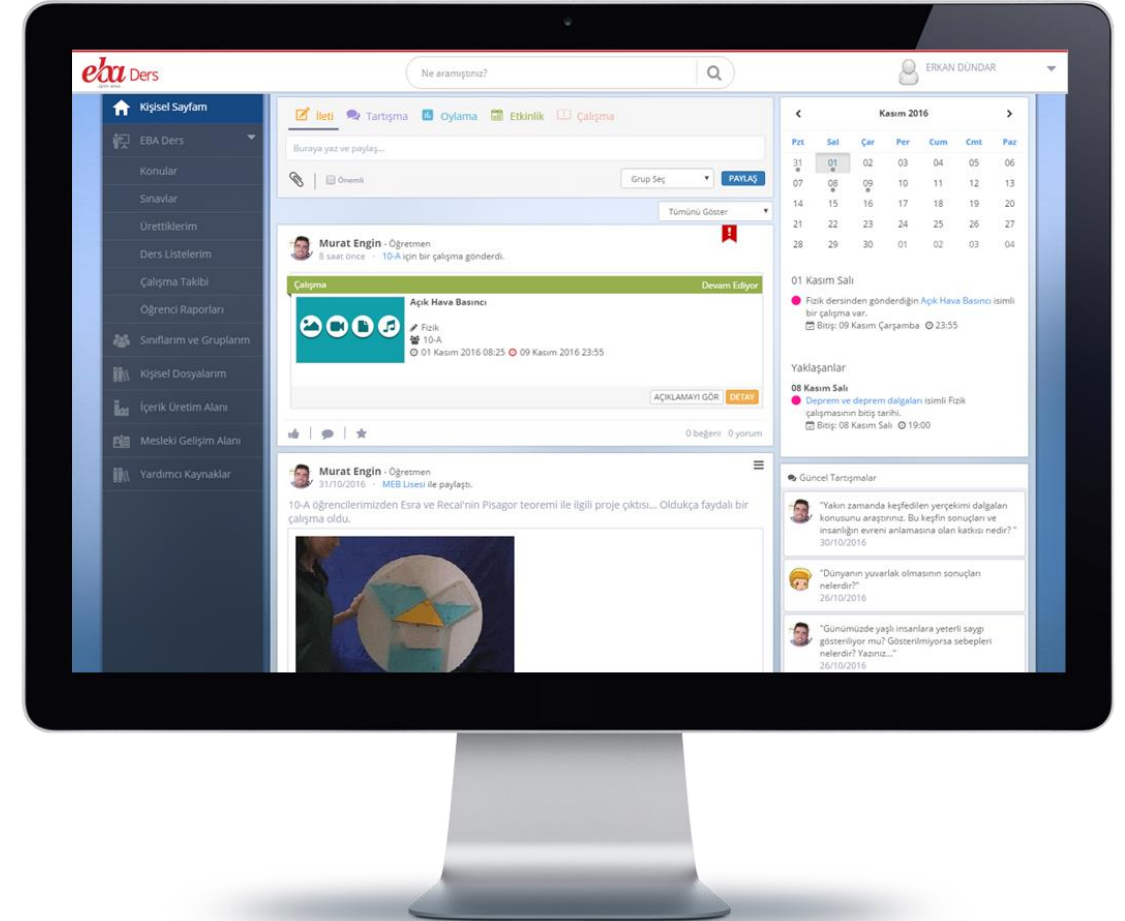 eba Ders
Ne aramıştınız?
ERKAN DÜNDAR
Kişisel Sayfam
EBA Ders
Konular
Sınavlar
Ürettiklerim
Ders Listelerim
Çalışma Takibi
Öğrenci Raporları
Sınıflarım ve Gruplarım
Kişisel Dosyalarım
İçerik Üretim Alanı
Mesleki Gelişim Alanı
Yardımcı Kaynaklar
İleti Tartışma Oylama Etkinlik Çalışma
Buraya yaz ve paylaş...
Önemli
Grup Seç
PAYLAŞ
Tümünü Göster
Murat Engin - Öğretmen
8 saat önce · 10-A için bir çalışma gönderdi.
Çalışma Devam Ediyor
Açık Hava Basıncı
Fizik
10-A
01 Kasım 2016 08:25 09 Kasım 2016 23:55
AÇIKLAMAYI GÖR DETAY
0 beğeni 0 yorum
Murat Engin - Öğretmen
31/10/2016 · MEB Lisesi ile paylaştı.
10-A öğrencilerimizden Esra ve Recai'nin Pisagor teoremi ile ilgili proje çıktısı... Oldukça faydalı bir
çalışma oldu.
Kasım 2016
Pzt Sal Çar Per Cum Cmt Paz
31 01 02 03 04 05 06
07 08 09 10 11 12 13
14 15 16 17 18 19 20
21 22 23 24 25 26 27
28 29 30 01 02 03 04
01 Kasım Salı
Fizik dersinden gönderdiğin Açık Hava Basıncı isimli
bir çalışma var.
Bitiş: 09 Kasım Çarşamba 23:55
Yaklaşanlar
08 Kasım Salı
Deprem ve deprem dalgaları isimli Fizik
çalışmasının bitiş tarihi.
Bitiş: 08 Kasım Salı 19:00
Güncel Tartışmalar
"Yakın zamanda keşfedilen yerçekimi dalgaları
konusunu araştırınız. Bu keşfin sonuçları ve
insanlığın evreni anlamasına olan katkısı nedir? "
30/10/2016
"Dünyanın yuvarlak olmasının sonuçları
nelerdir?"
26/10/2016
"Günümüzde yaşlı insanlara yeterli saygı
gösteriliyor mu? Gösterilmiyorsa sebepleri
nelerdir? Yazınız..."
26/10/2016